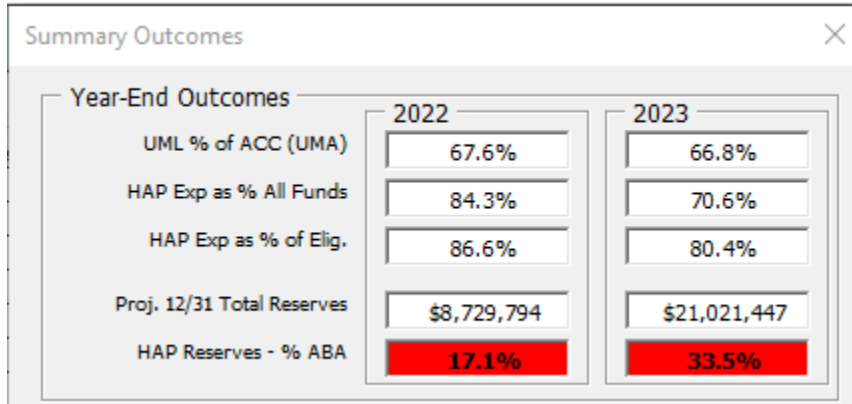 Summary Outcomes
Year-End Outcomes
2022 2023
UML % of ACC (UMA) 67.6% 66.8%
HAP Exp as % All Funds 84.3% 70.6%
HAP Exp as % of Elig. 86.6% 80.4%
Proj. 12/31 Total Reserves $8,729,794 $21,021,447
HAP Reserves - % ABA 17.1% 33.5%